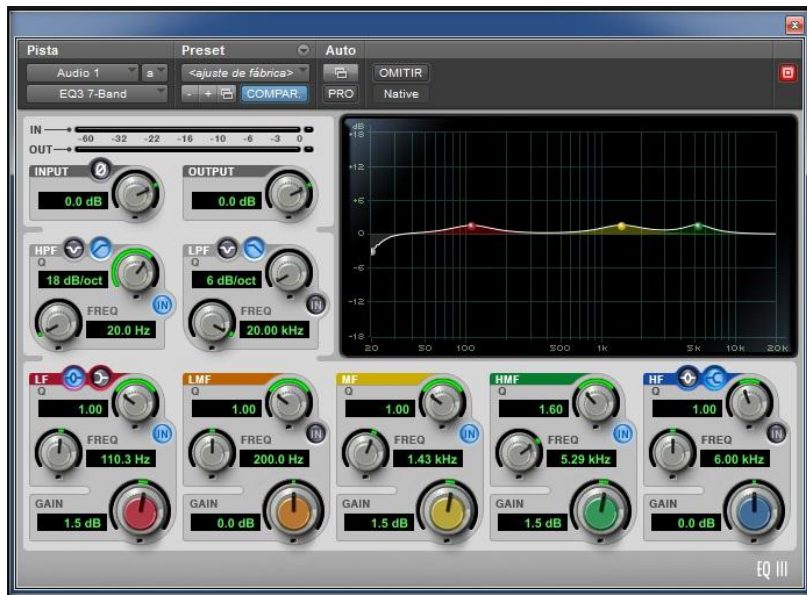 Pista Preset Auto
Audio 1 a <ajuste de fábrica> OMITIR
EQ3 7-Band - + COMPAR. PRO Native
IN
-60 -32 -22 -16 -10 -6 -3 0
OUT
INPUT Ø OUTPUT
0.0 dB 0.0 dB
HPF LPF
Q Q
18 dB/oct 6 dB/oct
IN IN
FREQ FREQ
20.0 Hz 20.00 kHz
dB
+18
+12
+6
0
-6
-12
-18
20 50 100 500 1k 5k 10k 20k
LF LMF MF HMF HF
Q Q Q Q Q
1.00 1.00 1.00 1.60 1.00
IN IN IN IN IN
FREQ FREQ FREQ FREQ FREQ
110.3 Hz 200.0 Hz 1.43 kHz 5.29 kHz 6.00 kHz
GAIN GAIN GAIN GAIN GAIN
1.5 dB 0.0 dB 1.5 dB 1.5 dB 0.0 dB
EQ III